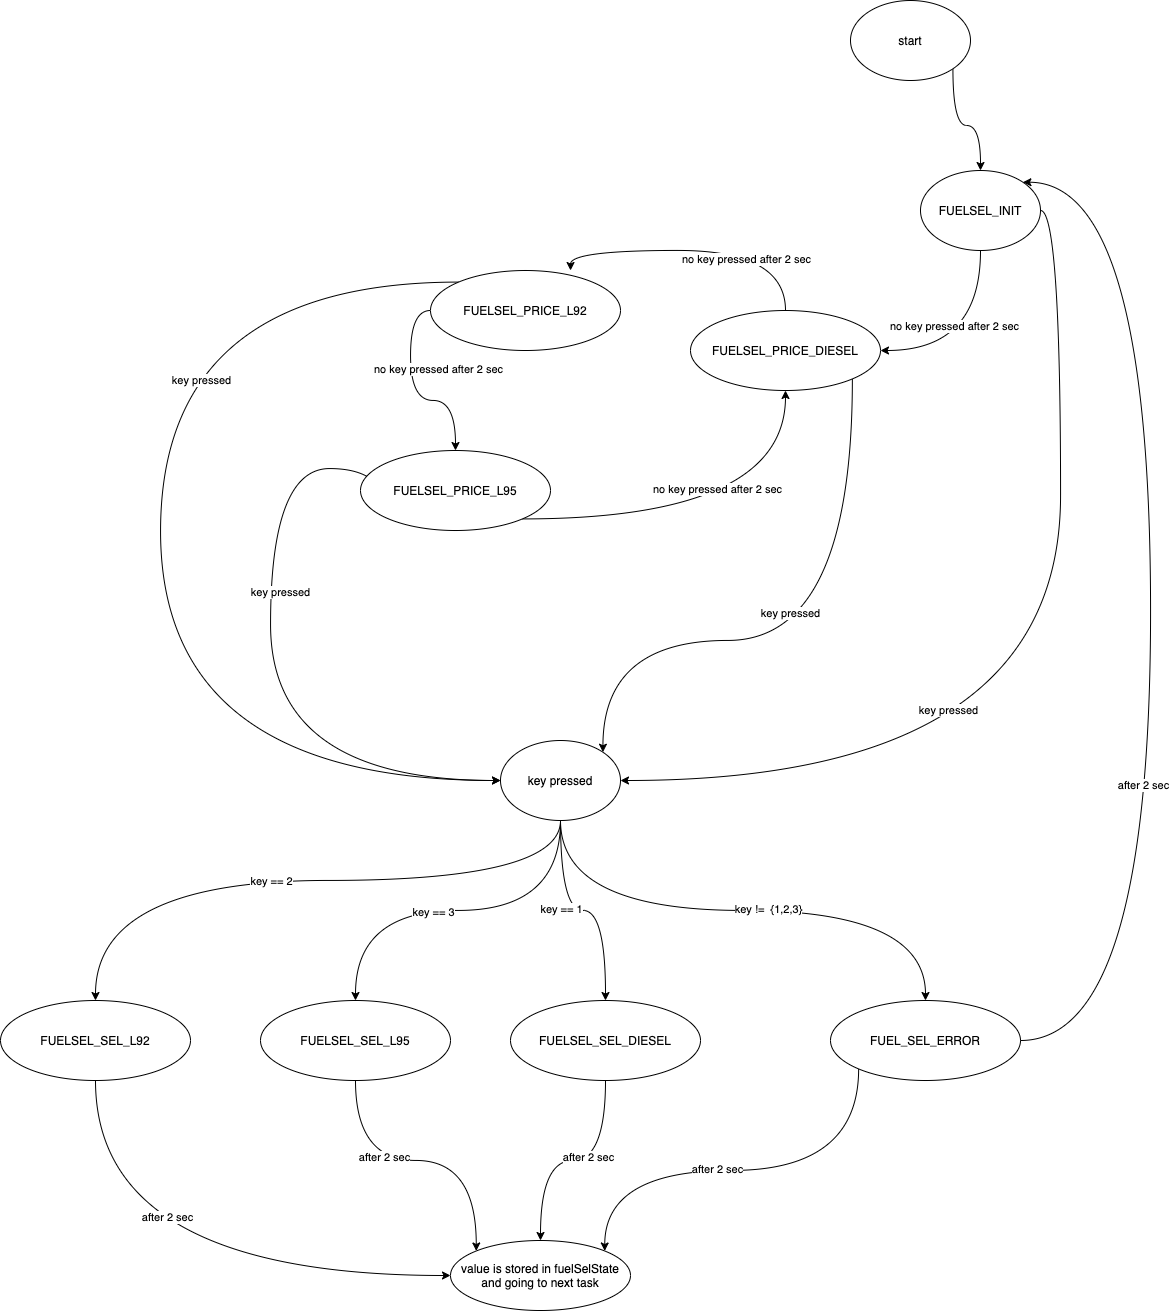 start
FUELSEL_INIT
no key pressed after 2 sec
FUELSEL_PRICE_L92
no key pressed after 2 sec
FUELSEL_PRICE_DIESEL
no key pressed after 2 sec
key pressed
FUELSEL_PRICE_L95
no key pressed after 2 sec
key pressed
key pressed
key pressed
key pressed
after 2 sec
key == 2
key == 3
key == 1
key != {1,2,3}
FUELSEL_SEL_L92
FUELSEL_SEL_L95
FUELSEL_SEL_DIESEL
FUEL_SEL_ERROR
after 2 sec
after 2 sec
after 2 sec
after 2 sec
value is stored in fuelSelState
and going to next task